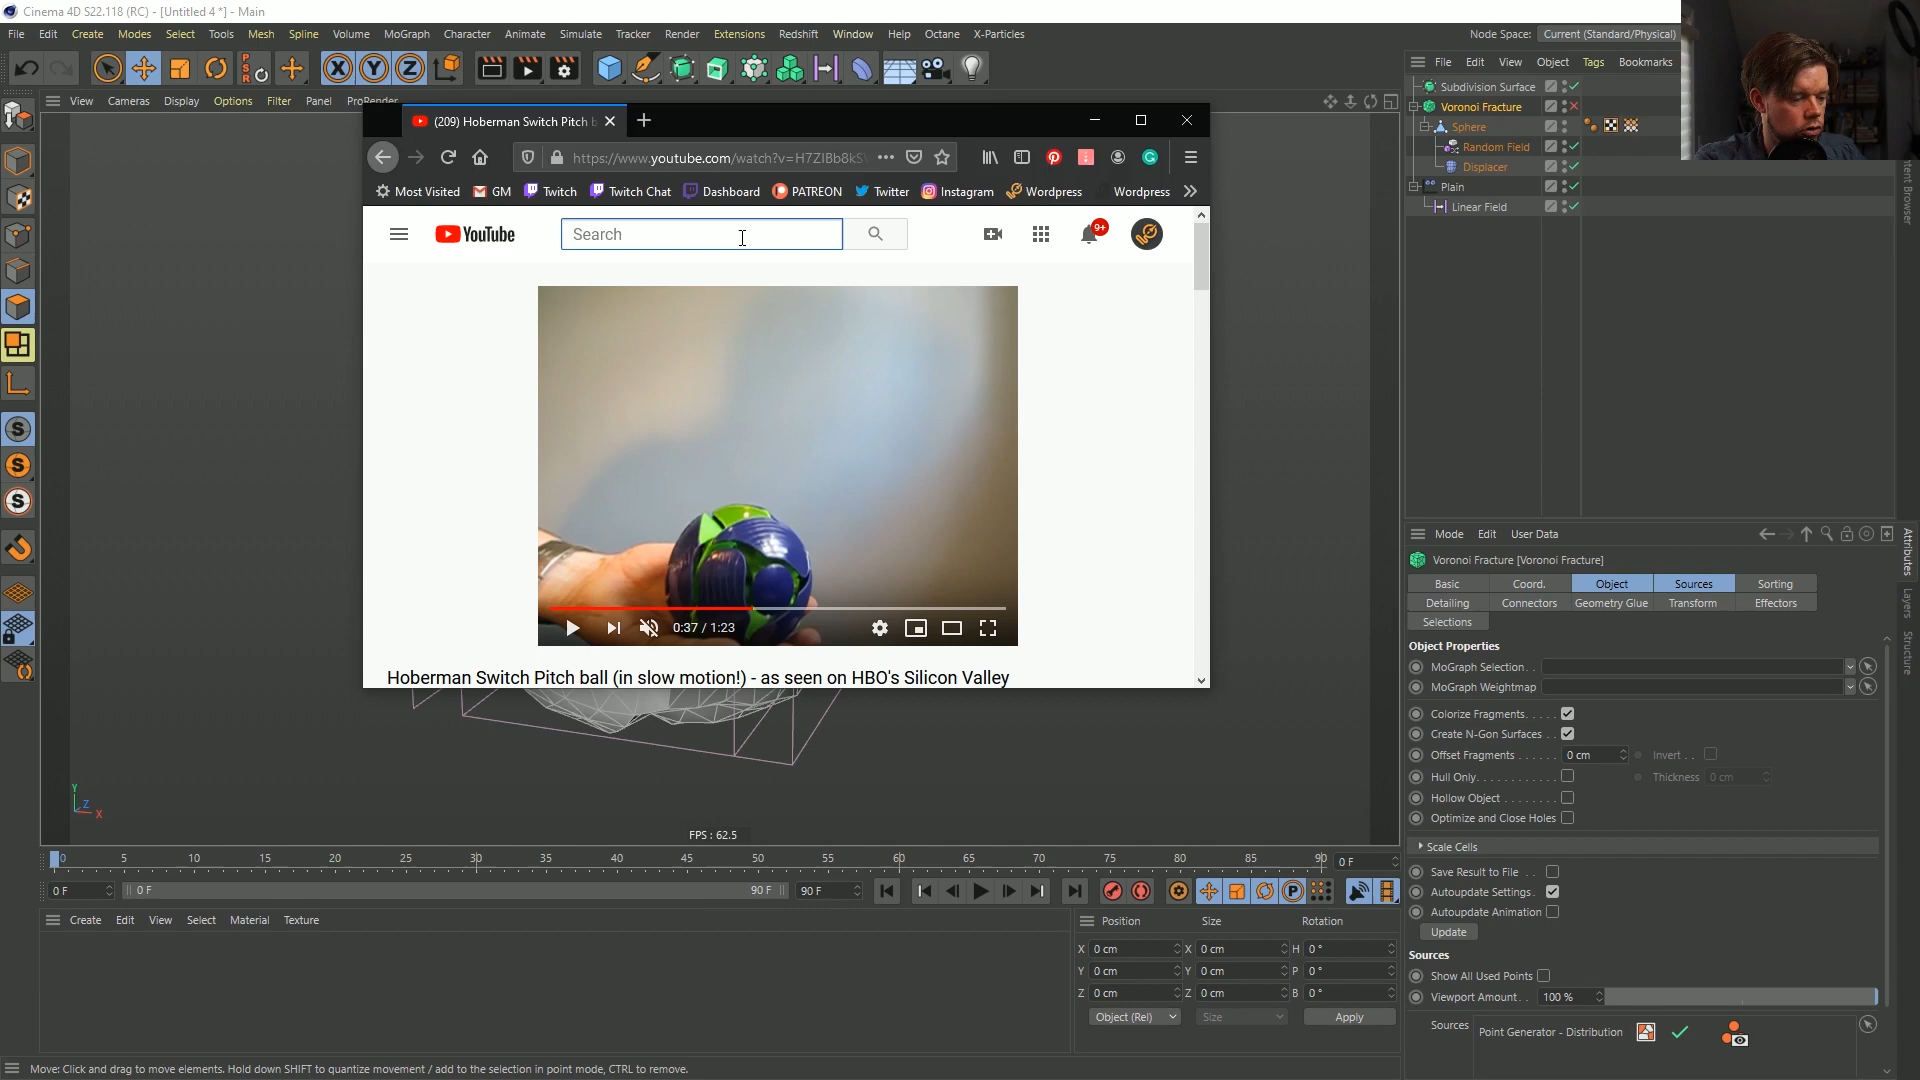 Cinema 4D S22.118 (RC) - [Untitled 4 *] - Main
File Edit Create Modes Select Tools Mesh Spline Volume MoGraph Character Animate Simulate Tracker Render Extensions Redshift Window Help Octane X-Particles
Node Space: Current (Standard/Physical)
PSR
X Y Z
File Edit View Object Tags Bookmarks
View Cameras Display Options Filter Panel ProRender
Subdivision Surface
Voronoi Fracture
Sphere
Random Field
Displacer
Plain
Linear Field
(209) Hoberman Switch Pitch b
https://www.youtube.com/watch?v=H7ZIBb8kS
Most Visited GM Twitch Twitch Chat Dashboard PATREON Twitter Instagram Wordpress Wordpress
YouTube
Search
9+
0:37 / 1:23
Hoberman Switch Pitch ball (in slow motion!) - as seen on HBO's Silicon Valley
Mode Edit User Data
Voronoi Fracture [Voronoi Fracture]
Basic Coord. Object Sources Sorting
Detailing Connectors Geometry Glue Transform Effectors
Selections
Object Properties
MoGraph Selection
MoGraph Weightmap
Colorize Fragments
Create N-Gon Surfaces
Offset Fragments 0 cm Invert
Hull Only Thickness 0 cm
Hollow Object
Optimize and Close Holes
Scale Cells
Save Result to File
Autoupdate Settings
Autoupdate Animation
Update
Sources
Show All Used Points
Viewport Amount 100 %
Sources Point Generator - Distribution
Attributes
Layers
Structure
S
S
S
Y
Z
X
FPS : 62.5
0 5 10 15 20 25 30 35 40 45 50 55 60 65 70 75 80 85 90 0 F
0 F 0 F 90 F 90 F
P
Create Edit View Select Material Texture
Position Size Rotation
X 0 cm X 0 cm H 0 °
Y 0 cm Y 0 cm P 0 °
Z 0 cm Z 0 cm B 0 °
Object (Rel) Size Apply
Move: Click and drag to move elements. Hold down SHIFT to quantize movement / add to the selection in point mode, CTRL to remove.